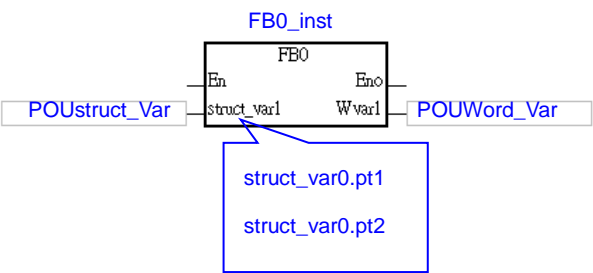 FB0_inst
FB0
En Eno
POUstruct_Var struct_var1 Wvar1 POUWord_Var
struct_var0.pt1
struct_var0.pt2